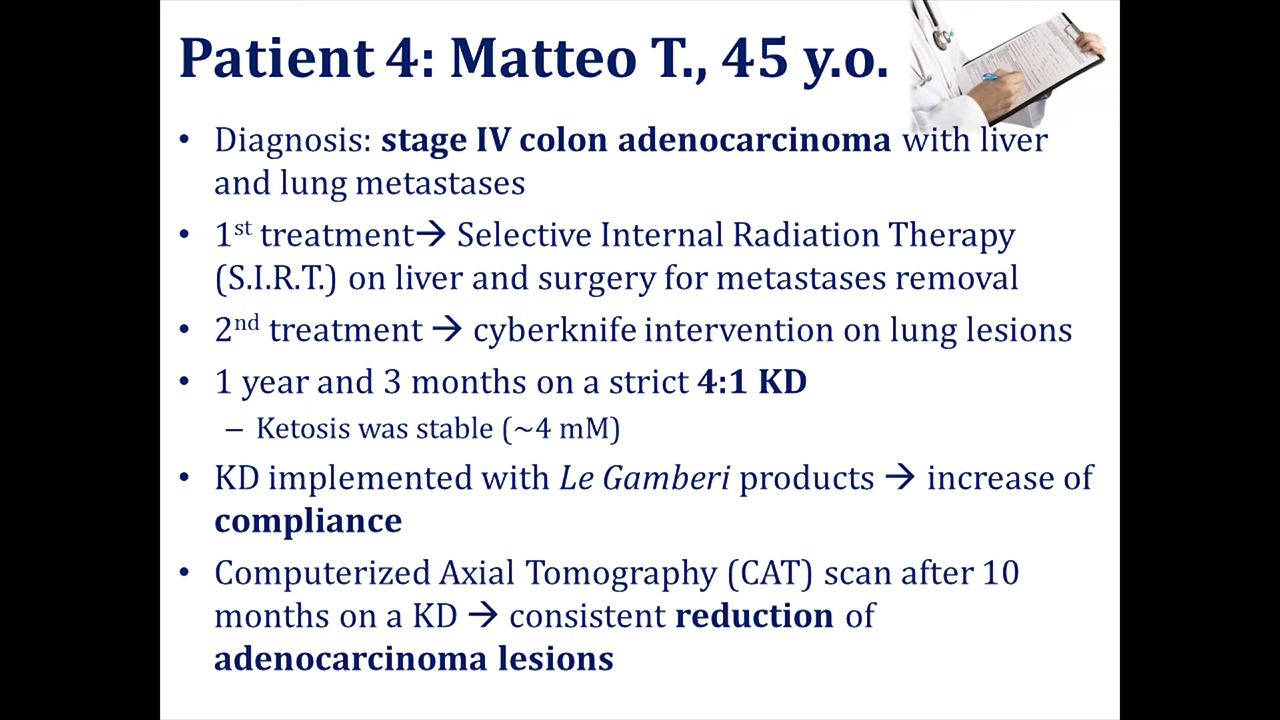 Patient 4: Matteo T., 45 y.o.
• Diagnosis: stage IV colon adenocarcinoma with liver
and lung metastases
• 1st treatment→ Selective Internal Radiation Therapy
(S.I.R.T.) on liver and surgery for metastases removal
• 2nd treatment → cyberknife intervention on lung lesions
• 1 year and 3 months on a strict 4:1 KD
– Ketosis was stable (~4 mM)
• KD implemented with Le Gamberi products → increase of
compliance
• Computerized Axial Tomography (CAT) scan after 10
months on a KD → consistent reduction of
adenocarcinoma lesions